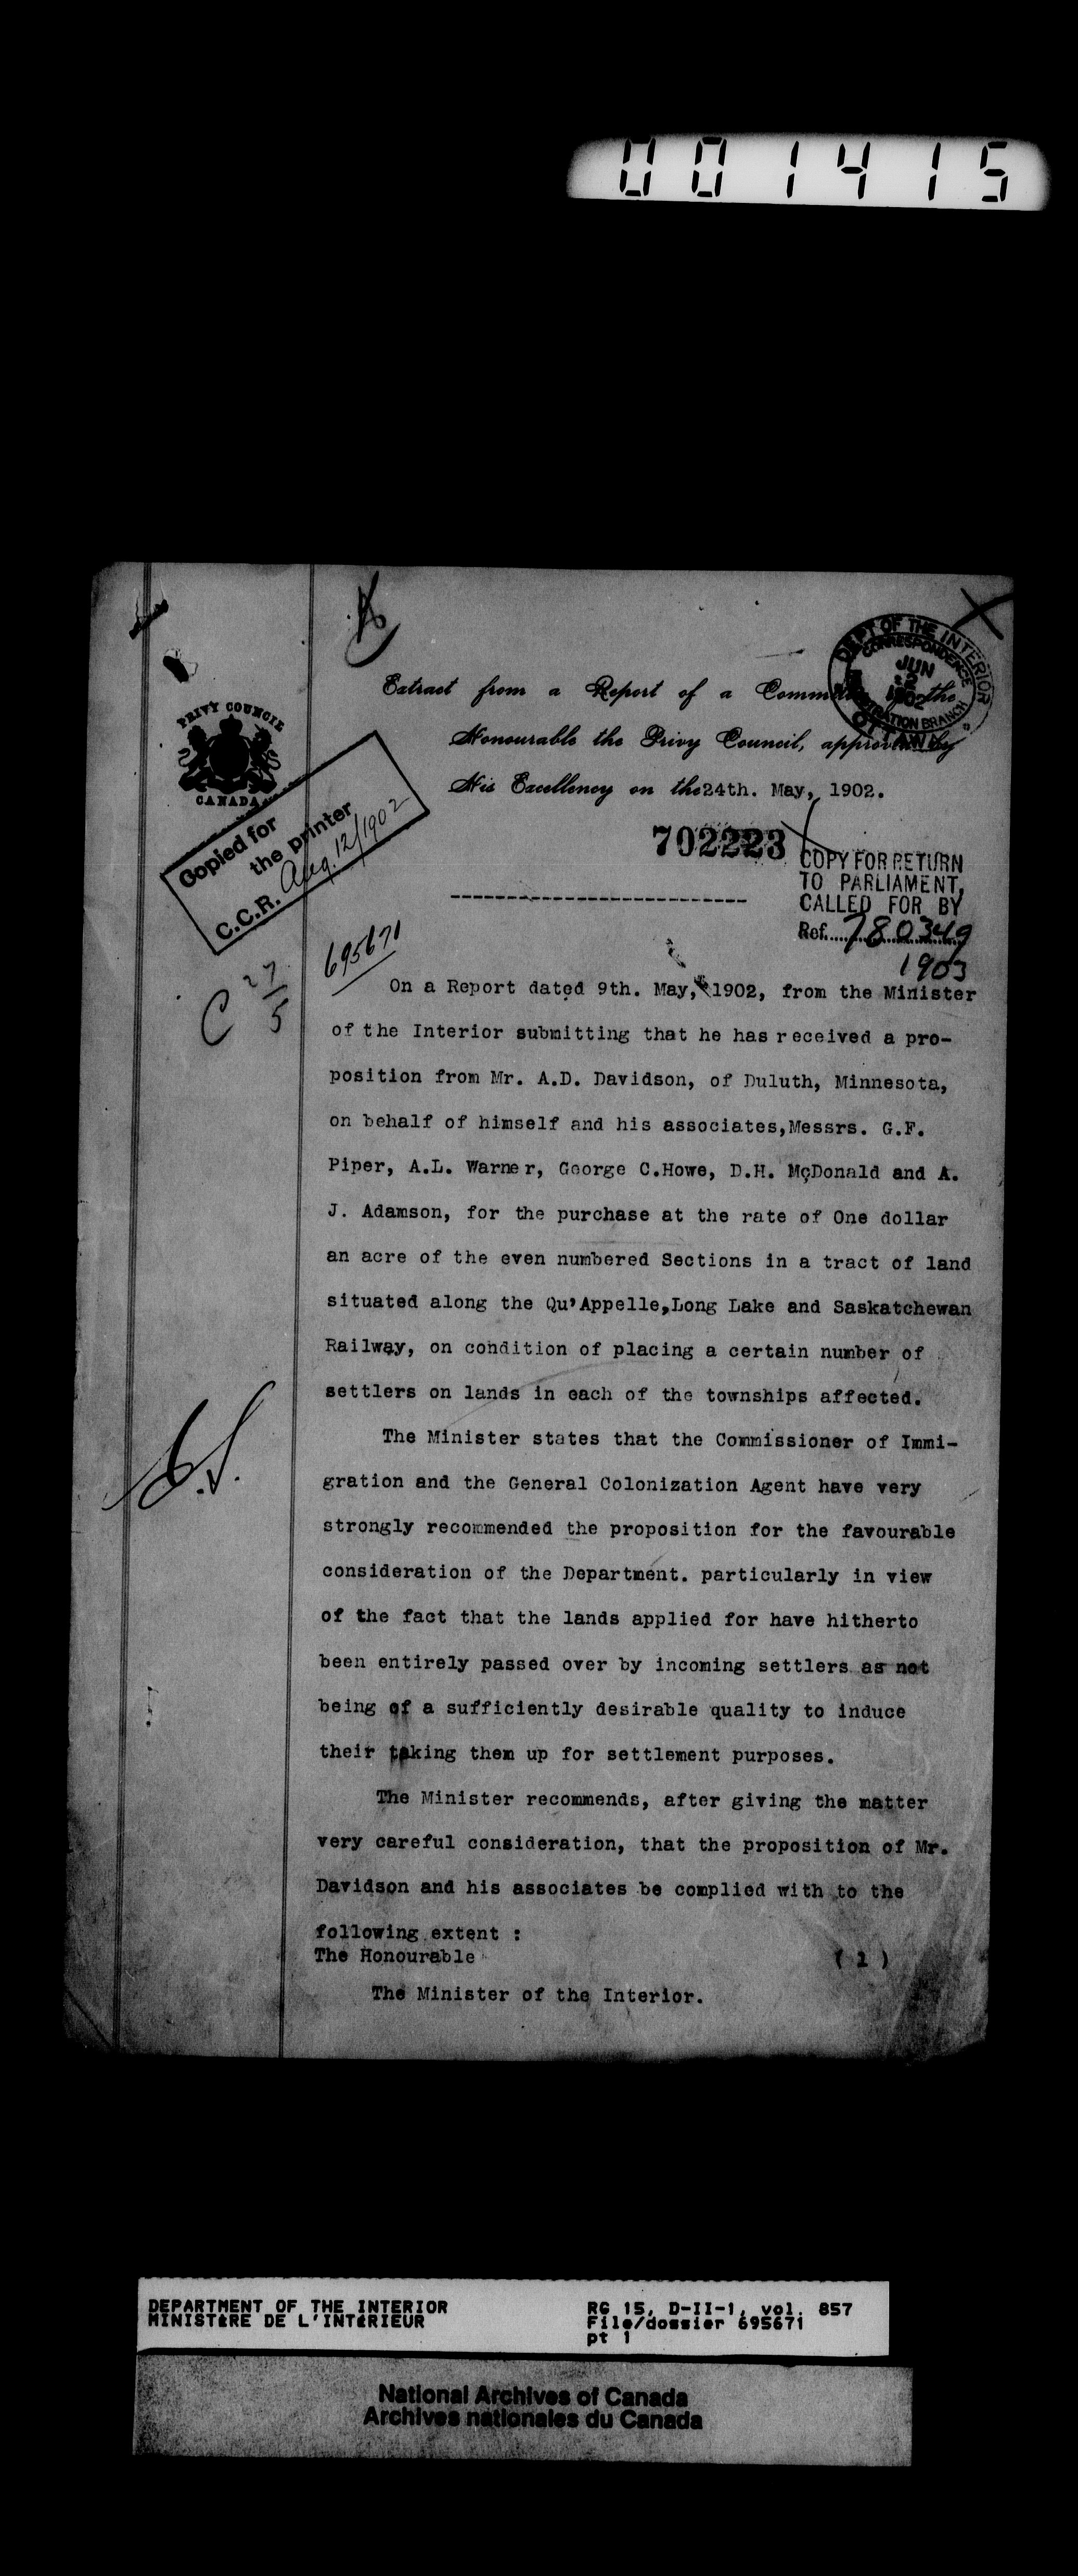 001415
DEPT OF THE INTERIOR
CORRESPONDENCE
JUN
2
1902
REGISTRATION BRANCH
OTTAWA
PRIVY COUNCIL
CANADA
Extract from a Report of a Committee of the
Honourable the Privy Council, approved by
His Excellency on the 24th. May, 1902.
Copied for
the printer
C.C.R. Aug. 12/1902
702223
COPY FOR RETURN
TO PARLIAMENT,
CALLED FOR BY
Ref. 780349
1903
695671
C 27/5
On a Report dated 9th. May, 1902, from the Minister
of the Interior submitting that he has received a pro-
position from Mr. A.D. Davidson, of Duluth, Minnesota,
on behalf of himself and his associates,Messrs. G.F.
Piper, A.L. Warner, George C.Howe, D.H. McDonald and A.
J. Adamson, for the purchase at the rate of One dollar
an acre of the even numbered Sections in a tract of land
situated along the Qu'Appelle,Long Lake and Saskatchewan
Railway, on condition of placing a certain number of
settlers on lands in each of the townships affected.
The Minister states that the Commissioner of Immi-
gration and the General Colonization Agent have very
strongly recommended the proposition for the favourable
consideration of the Department. particularly in view
of the fact that the lands applied for have hitherto
been entirely passed over by incoming settlers as not
being of a sufficiently desirable quality to induce
their taking them up for settlement purposes.
The Minister recommends, after giving the matter
very careful consideration, that the proposition of Mr.
Davidson and his associates be complied with to the
following extent :
The Honourable
( 1 )
The Minister of the Interior.
DEPARTMENT OF THE INTERIOR
MINISTÈRE DE L'INTÉRIEUR
RG 15, D-II-1, vol. 857
File/dossier 695671
pt 1
National Archives of Canada
Archives nationales du Canada